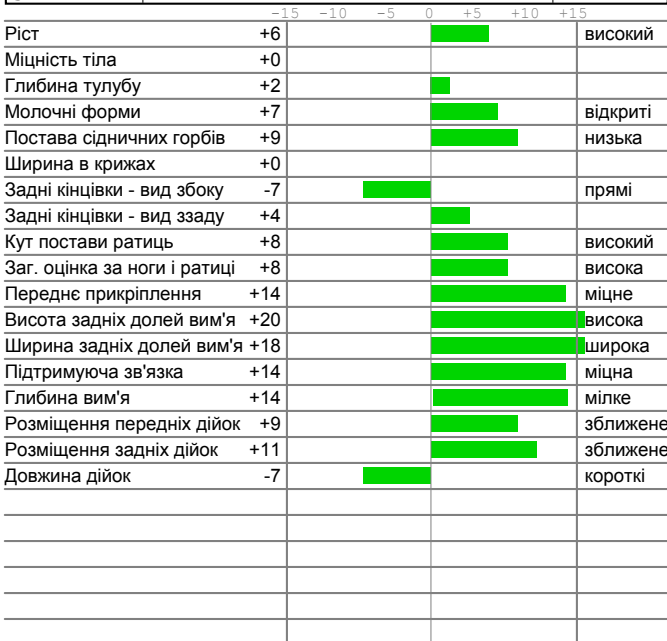 -15 -10 -5 0 +5 +10 +15
Ріст +6 високий
Міцність тіла +0
Глибина тулубу +2
Молочні форми +7 відкриті
Постава сідничних горбів +9 низька
Ширина в крижах +0
Задні кінцівки - вид збоку -7 прямі
Задні кінцівки - вид ззаду +4
Кут постави ратиць +8 високий
Заг. оцінка за ноги і ратиці +8 висока
Переднє прикріплення +14 міцне
Висота задніх долей вим'я +20 висока
Ширина задніх долей вим'я +18 широка
Підтримуюча зв'язка +14 міцна
Глибина вим'я +14 мілке
Розміщення передніх дійок +9 зближене
Розміщення задніх дійок +11 зближене
Довжина дійок -7 короткі